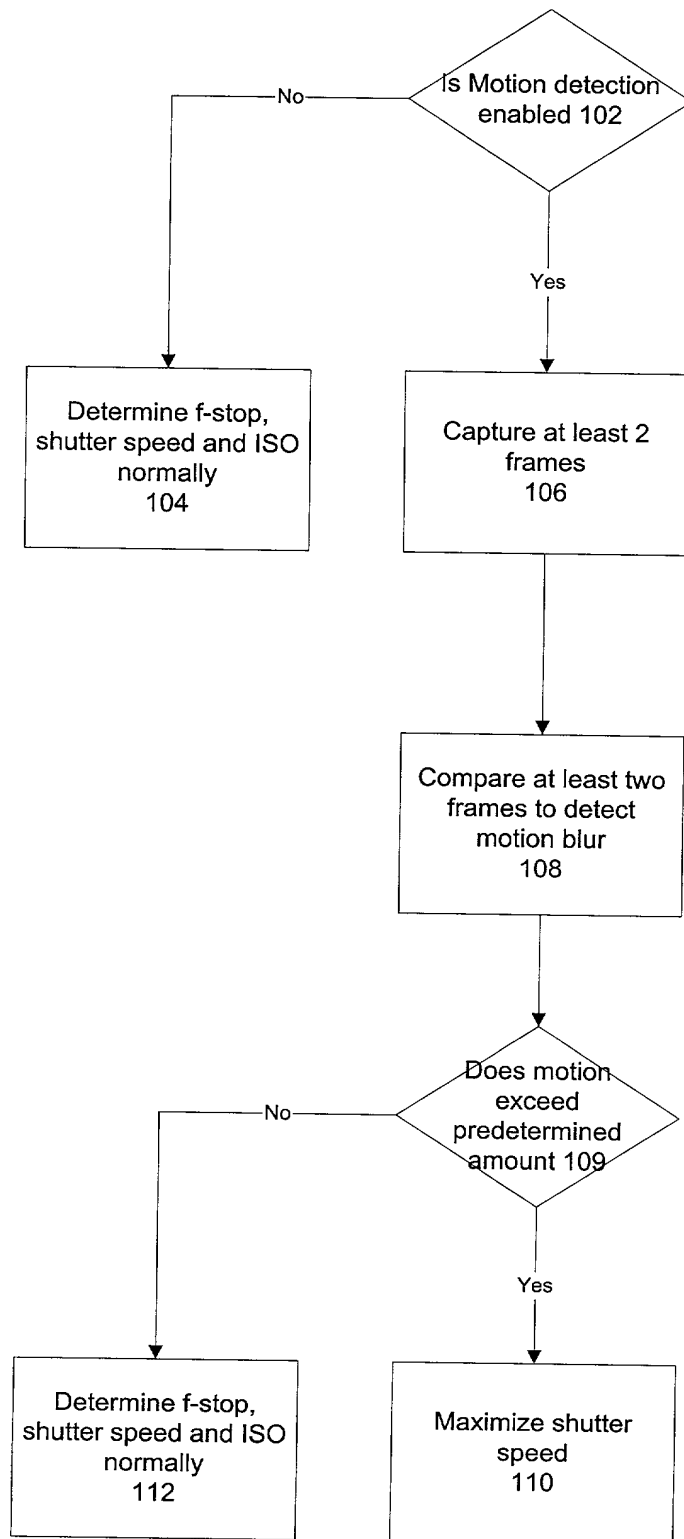 Is Motion detection
enabled 102
No
Yes
Determine f-stop,
shutter speed and ISO
normally
104
Capture at least 2
frames
106
Compare at least two
frames to detect
motion blur
108
Does motion
exceed
predetermined
amount 109
No
Yes
Determine f-stop,
shutter speed and ISO
normally
112
Maximize shutter
speed
110